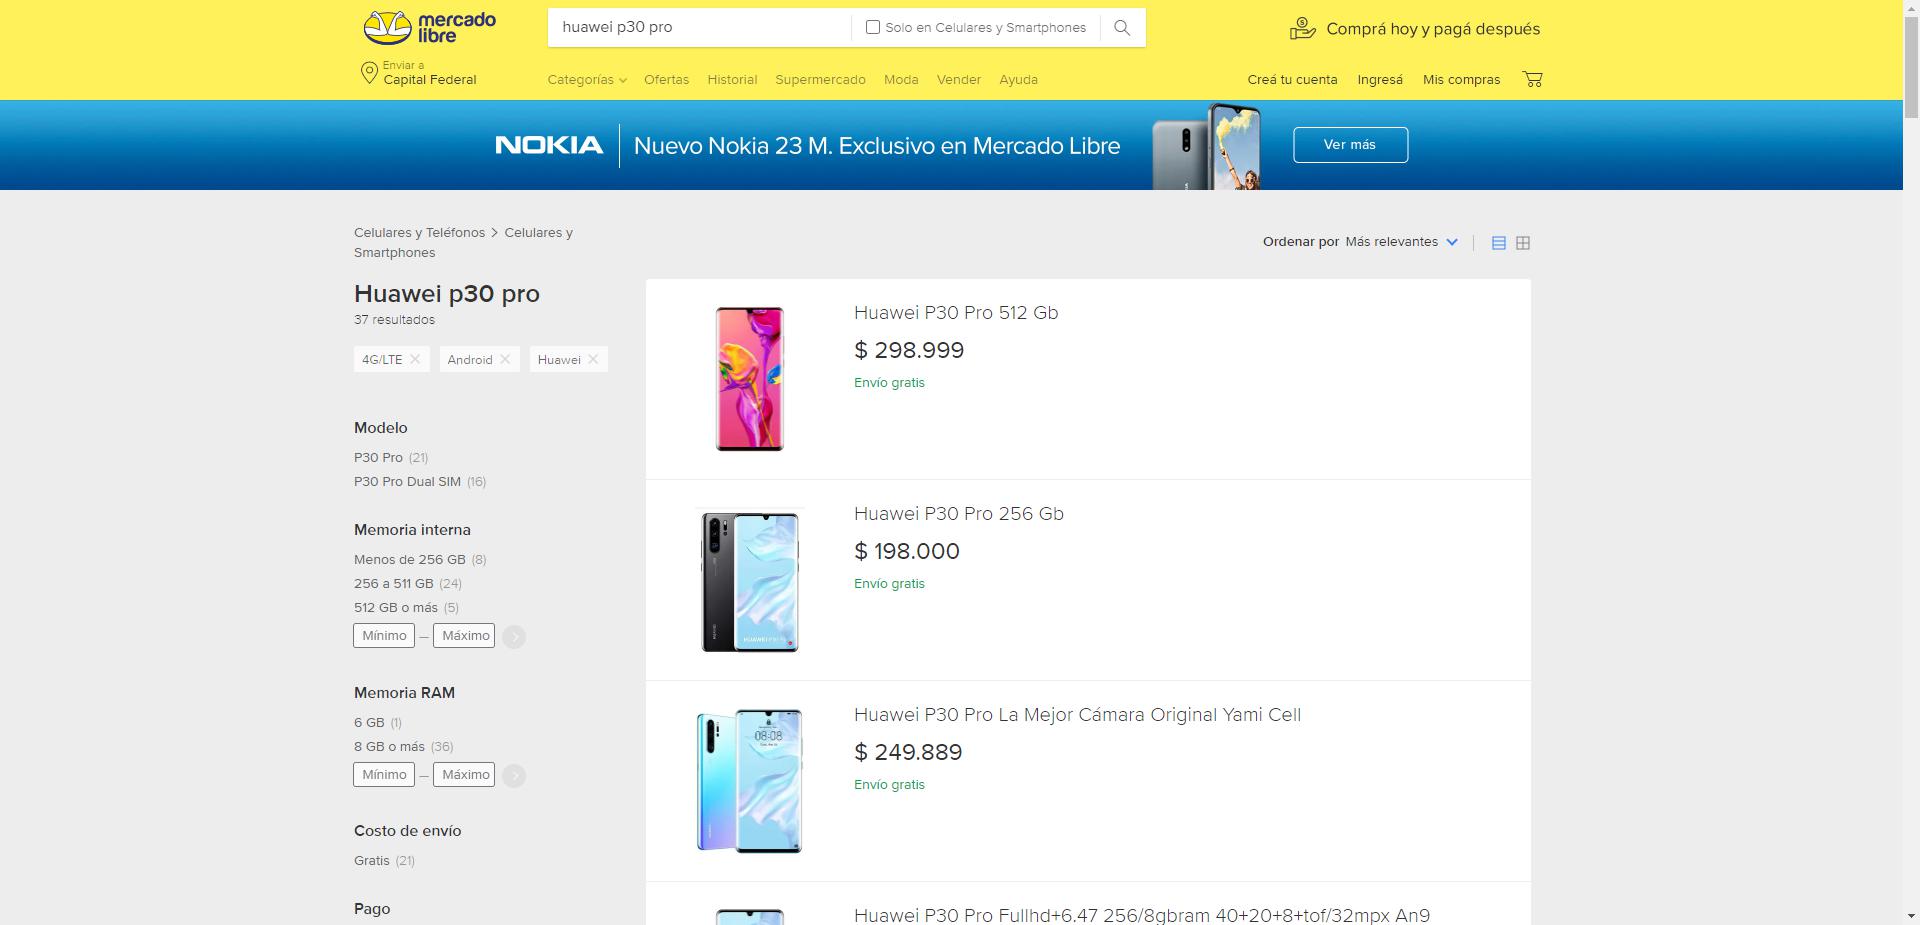 mercado
libre
huawei p30 pro
Solo en Celulares y Smartphones
Comprá hoy y pagá después
Enviar a
Capital Federal
Categorías
Ofertas
Historial
Supermercado
Moda
Vender
Ayuda
Creá tu cuenta
Ingresá
Mis compras
NOKIA
Nuevo Nokia 23 M. Exclusivo en Mercado Libre
Ver más
Celulares y Teléfonos > Celulares y
Smartphones
Ordenar por Más relevantes
Huawei p30 pro
37 resultados
4G/LTE
Android
Huawei
Modelo
P30 Pro (21)
P30 Pro Dual SIM (16)
Memoria interna
Menos de 256 GB (8)
256 a 511 GB (24)
512 GB o más (5)
Mínimo — Máximo
Memoria RAM
6 GB (1)
8 GB o más (36)
Mínimo — Máximo
Costo de envío
Gratis (21)
Pago
Huawei P30 Pro 512 Gb
$ 298.999
Envío gratis
Huawei P30 Pro 256 Gb
$ 198.000
Envío gratis
Huawei P30 Pro La Mejor Cámara Original Yami Cell
$ 249.889
Envío gratis
08:08
Huawei P30 Pro Fullhd+6.47 256/8gbram 40+20+8+tof/32mpx An9